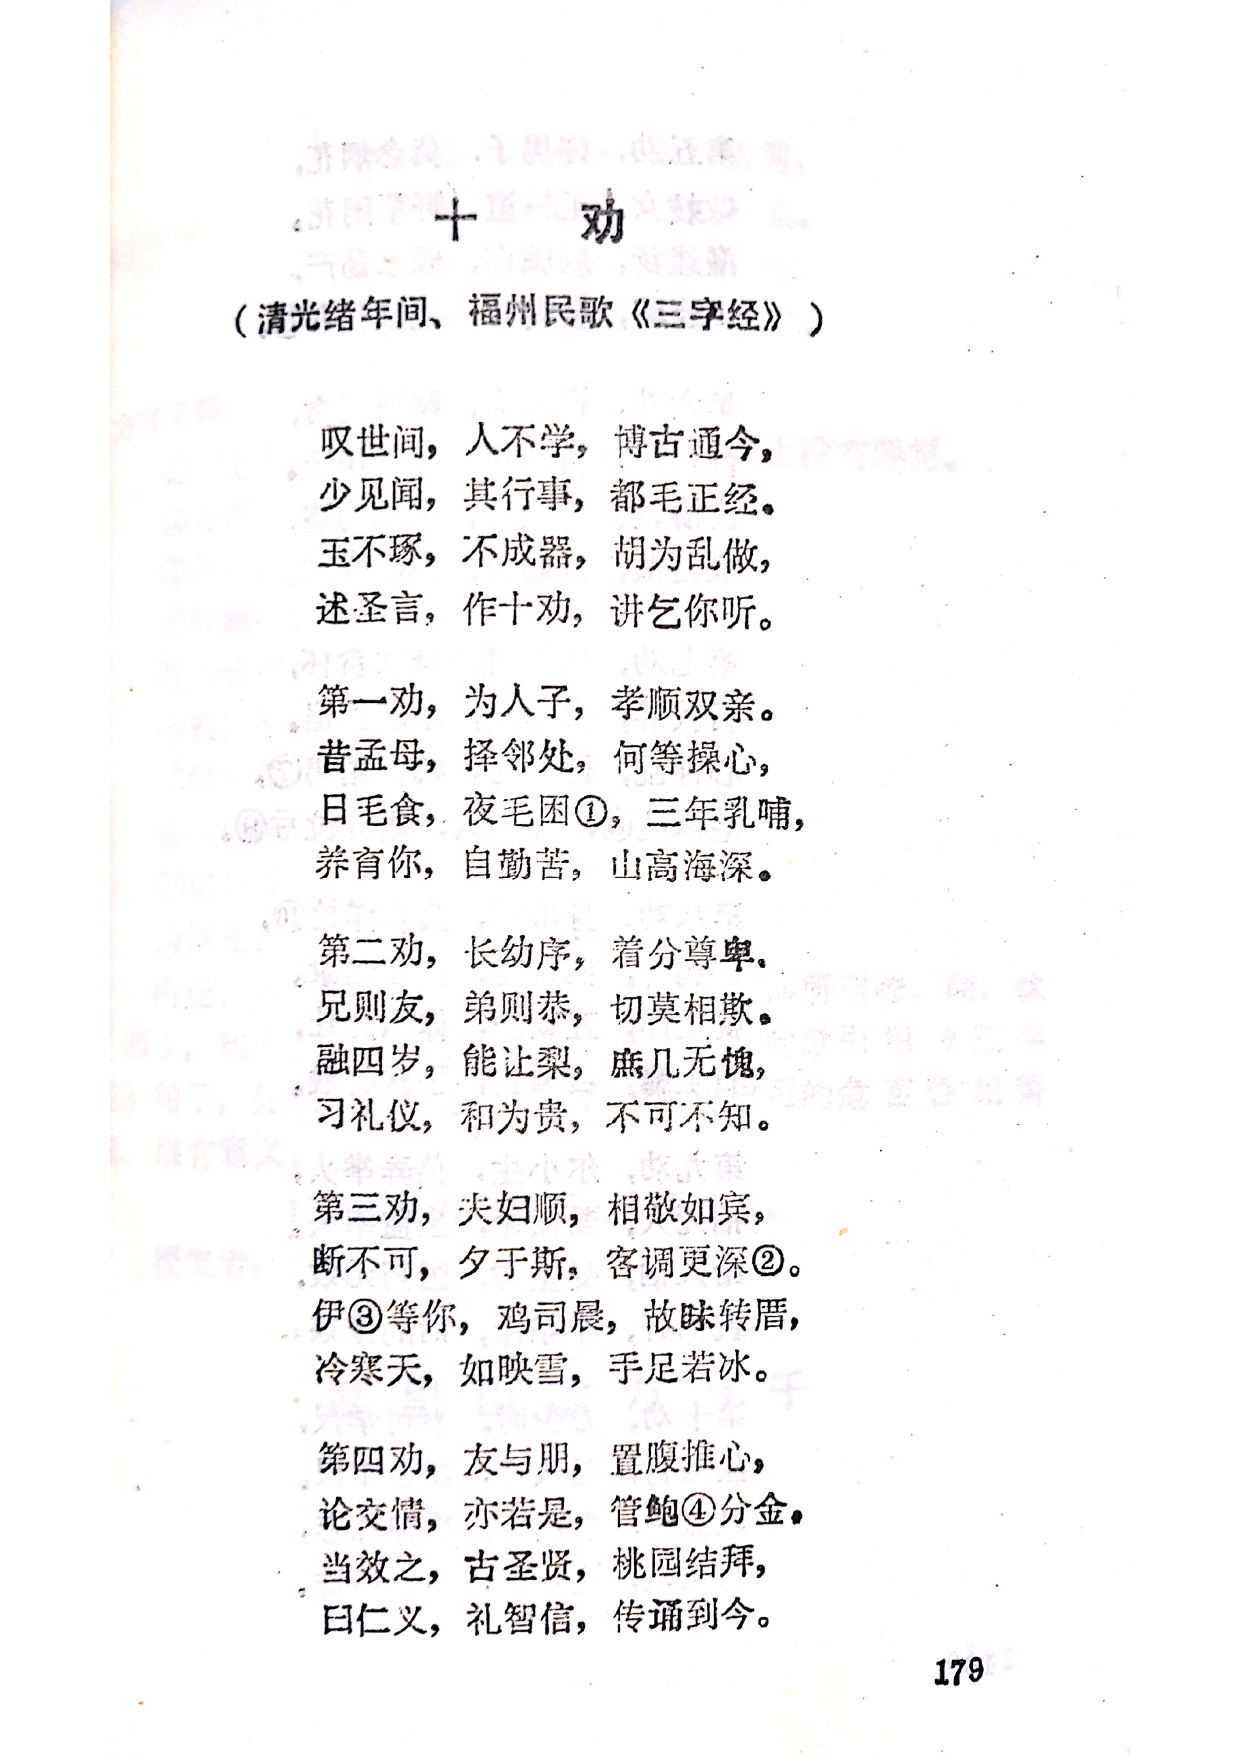 十 劝
（清光绪年间、福州民歌《三字经》）
叹世间，人不学，博古通今，
少见闻，其行事，都毛正经。
玉不琢，不成器，胡为乱做，
述圣言，作十劝，讲乞你听。
第一劝，为人子，孝顺双亲。
昔孟母，择邻处，何等操心，
日毛食，夜毛困①，三年乳哺，
养育你，自勤苦，山高海深。
第二劝，长幼序，着分尊卑。
兄则友，弟则恭，切莫相欺。
融四岁，能让梨，庶几无愧，
习礼仪，和为贵，不可不知。
第三劝，夫妇顺，相敬如宾，
断不可，夕于斯，客调更深②。
伊③等你，鸡司晨，故昧转厝，
冷寒天，如映雪，手足若冰。
第四劝，友与朋，置腹推心，
论交情，亦若是，管鲍④分金。
当效之，古圣贤，桃园结拜，
曰仁义，礼智信，传诵到今。
179